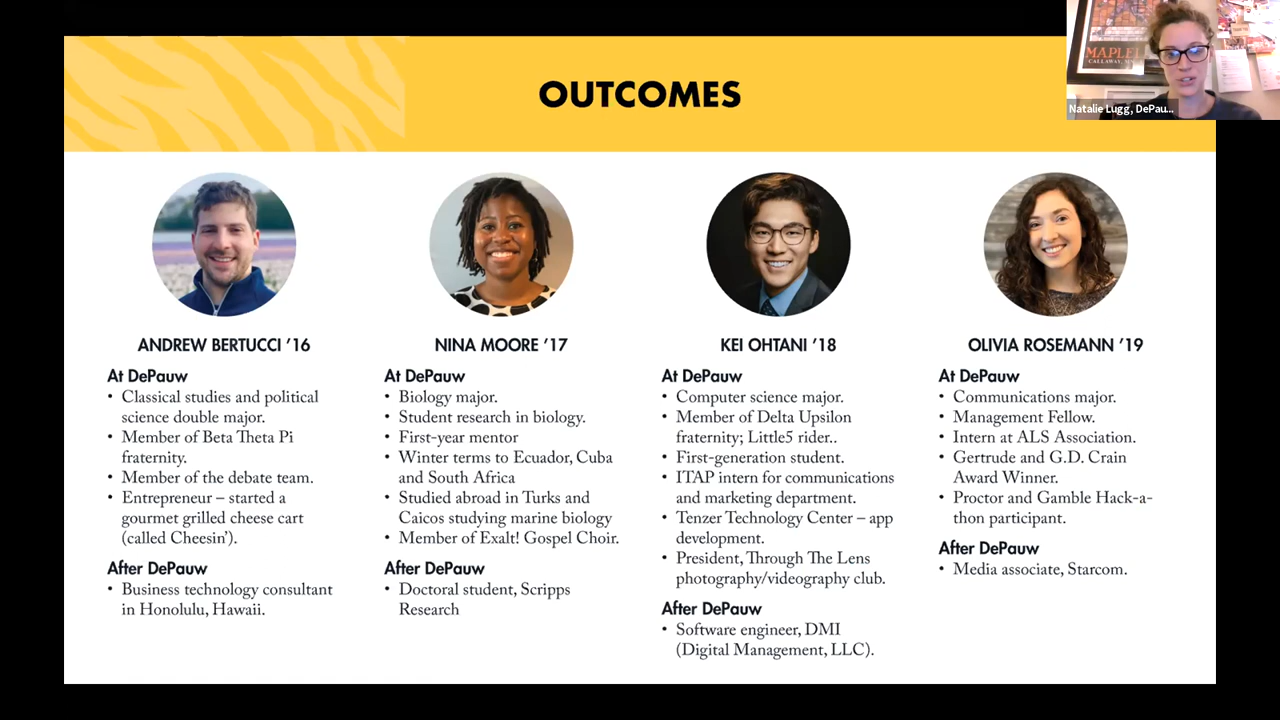 OUTCOMES
MAPLE
CALLAWAY,
Natalie Lugg, DePau...
ANDREW BERTUCCI ’16
At DePauw
• Classical studies and political
science double major.
• Member of Beta Theta Pi
fraternity.
• Member of the debate team.
• Entrepreneur – started a
gourmet grilled cheese cart
(called Cheesin’).
After DePauw
• Business technology consultant
in Honolulu, Hawaii.
NINA MOORE ’17
At DePauw
• Biology major.
• Student research in biology.
• First-year mentor
• Winter terms to Ecuador, Cuba
and South Africa
• Studied abroad in Turks and
Caicos studying marine biology
• Member of Exalt! Gospel Choir.
After DePauw
• Doctoral student, Scripps
Research
KEI OHTANI ’18
At DePauw
• Computer science major.
• Member of Delta Upsilon
fraternity; Little5 rider..
• First-generation student.
• ITAP intern for communications
and marketing department.
• Tenzer Technology Center – app
development.
• President, Through The Lens
photography/videography club.
After DePauw
• Software engineer, DMI
(Digital Management, LLC).
OLIVIA ROSEMANN ’19
At DePauw
• Communications major.
• Management Fellow.
• Intern at ALS Association.
• Gertrude and G.D. Crain
Award Winner.
• Proctor and Gamble Hack-a-
thon participant.
After DePauw
• Media associate, Starcom.